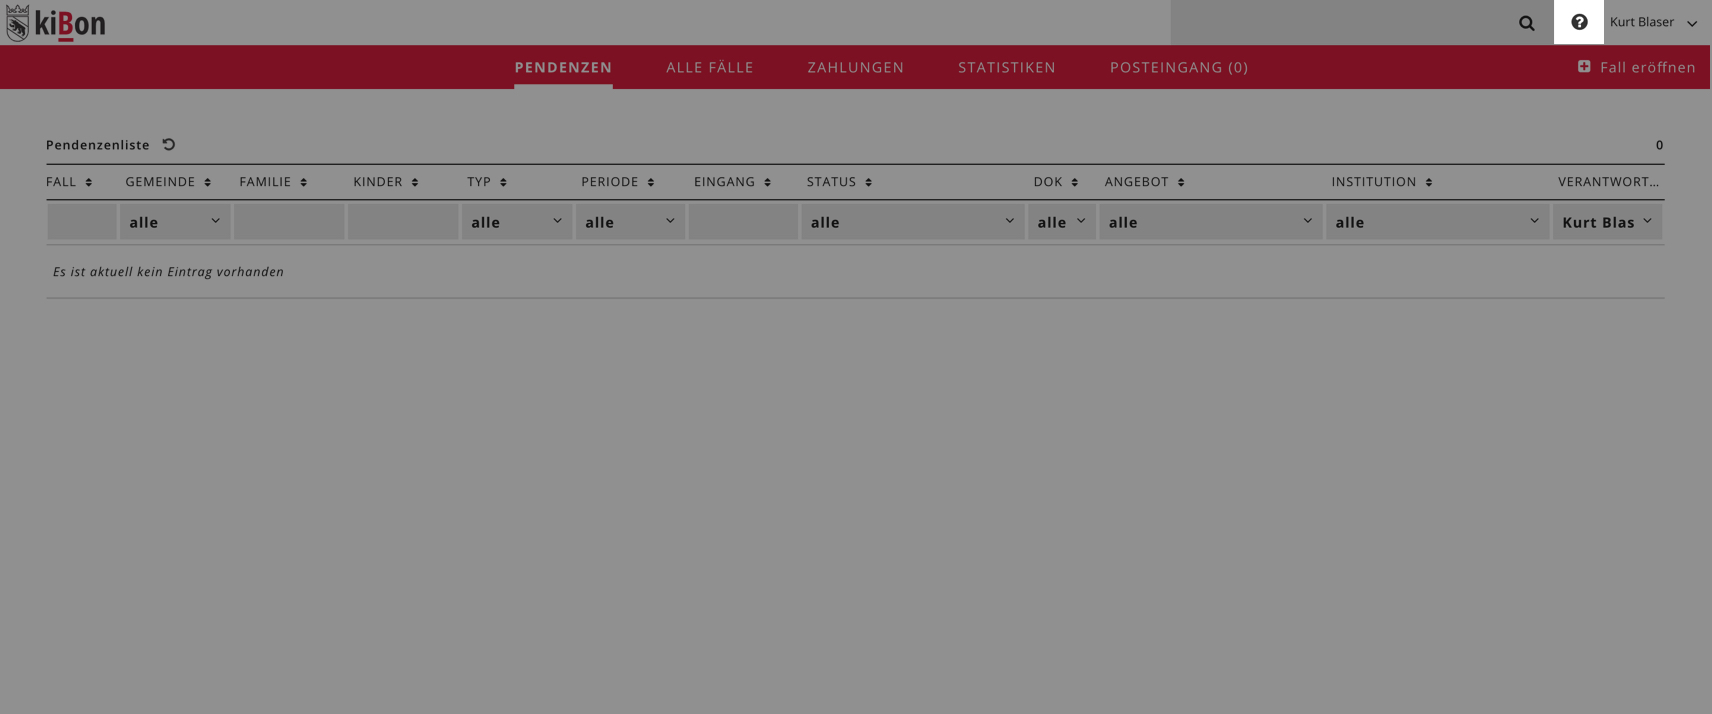 kiBon
Kurt Blaser
PENDENZEN ALLE FÄLLE ZAHLUNGEN STATISTIKEN POSTEINGANG (0) Fall eröffnen
Pendenzenliste 0
FALL GEMEINDE FAMILIE KINDER TYP PERIODE EINGANG STATUS DOK ANGEBOT INSTITUTION VERANTWORT...
alle alle alle alle alle alle alle Kurt Blas
Es ist aktuell kein Eintrag vorhanden